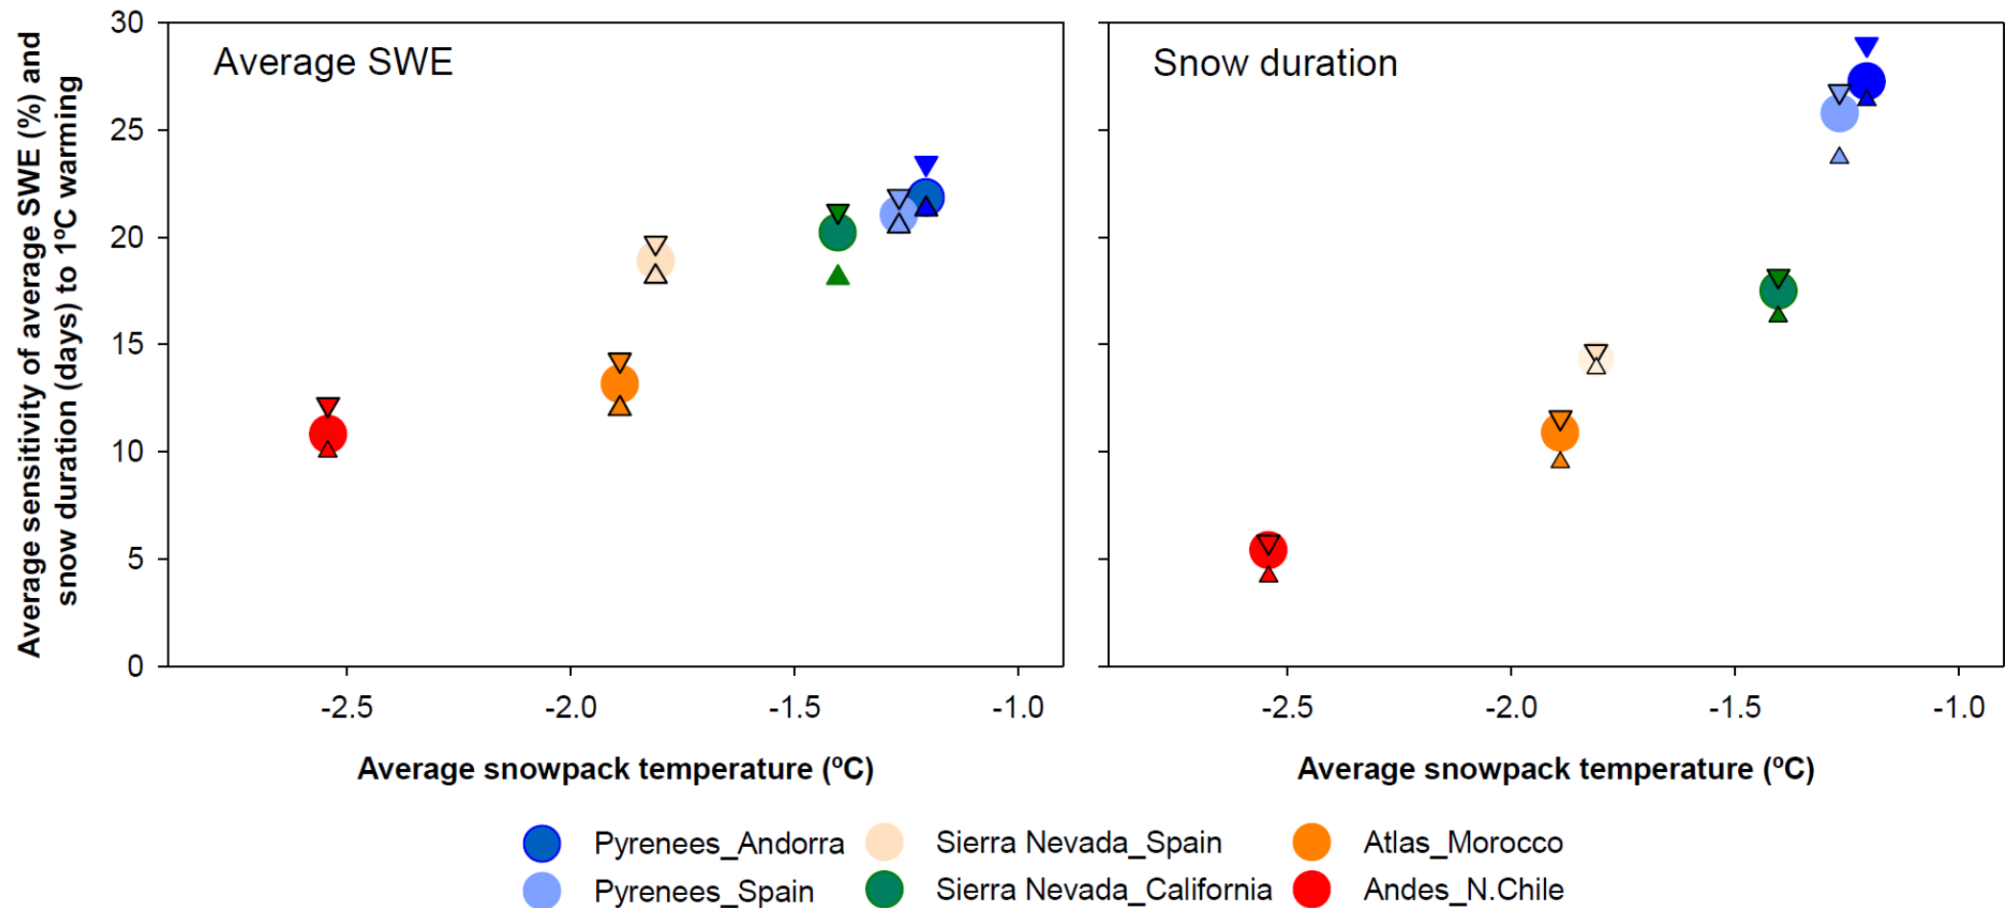 Average sensitivity of average SWE (%) and
snow duration (days) to 1ºC warming
30
25
20
15
10
5
0
Average SWE
Snow duration
-2.5
-2.0
-1.5
-1.0
-2.5
-2.0
-1.5
-1.0
Average snowpack temperature (ºC)
Average snowpack temperature (ºC)
Pyrenees_Andorra
Sierra Nevada_Spain
Atlas_Morocco
Pyrenees_Spain
Sierra Nevada_California
Andes_N.Chile